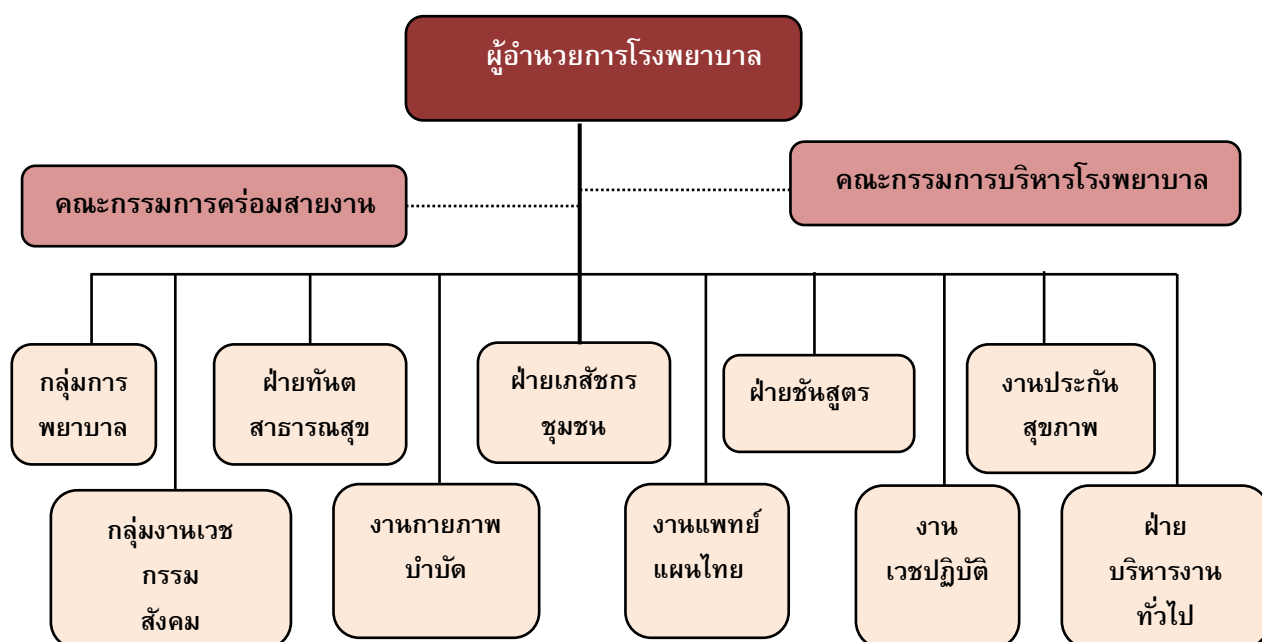 ผู้อำนวยการโรงพยาบาล
คณะกรรมการบริหารโรงพยาบาล
คณะกรรมการคร่อมสายงาน
กลุ่มการ
พยาบาล
ฝ่ายทันต
สาธารณสุข
ฝ่ายเภสัชกร
ชุมชน
ฝ่ายชันสูตร
งานประกัน
สุขภาพ
กลุ่มงานเวช
กรรม
สังคม
งานกายภาพ
บำบัด
งานแพทย์
แผนไทย
งาน
เวชปฏิบัติ
ฝ่าย
บริหารงาน
ทั่วไป